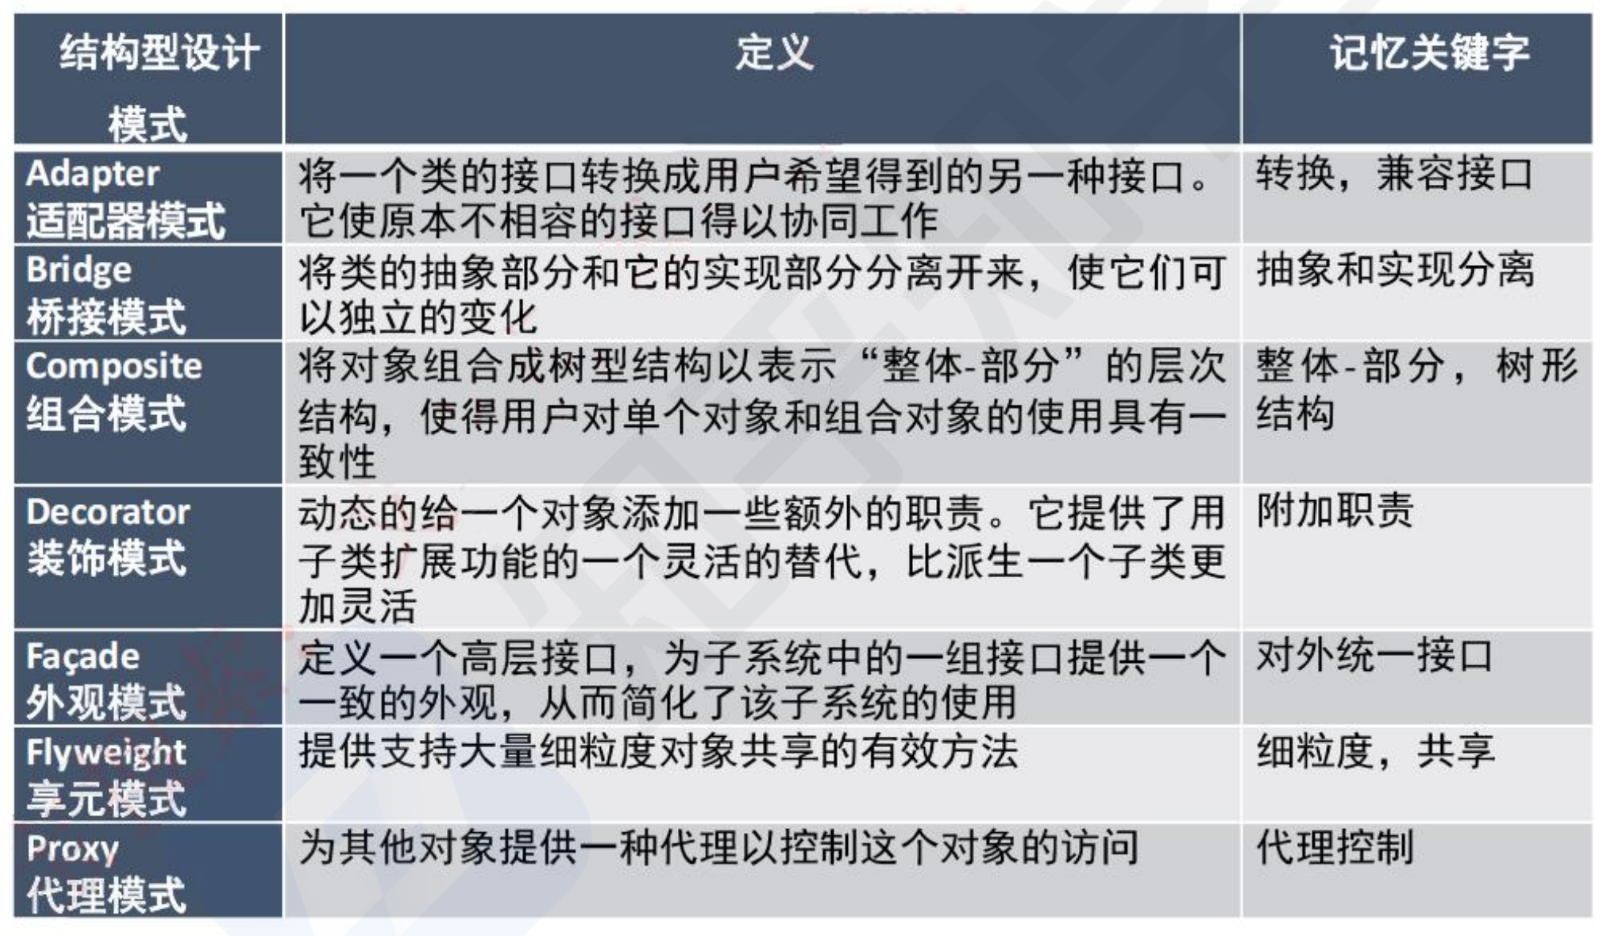 结构型设计
模式
定义
记忆关键字
Adapter
适配器模式
将一个类的接口转换成用户希望得到的另一种接口。
它使原本不相容的接口得以协同工作
转换，兼容接口
Bridge
桥接模式
将类的抽象部分和它的实现部分分离开来，使它们可
以独立的变化
抽象和实现分离
Composite
组合模式
将对象组合成树型结构以表示“整体-部分”的层次
结构，使得用户对单个对象和组合对象的使用具有一
致性
整体-部分，树形
结构
Decorator
装饰模式
动态的给一个对象添加一些额外的职责。它提供了用
子类扩展功能的一个灵活的替代，比派生一个子类更
加灵活
附加职责
Façade
外观模式
定义一个高层接口，为子系统中的一组接口提供一个
一致的外观，从而简化了该子系统的使用
对外统一接口
Flyweight
享元模式
提供支持大量细粒度对象共享的有效方法
细粒度，共享
Proxy
代理模式
为其他对象提供一种代理以控制这个对象的访问
代理控制